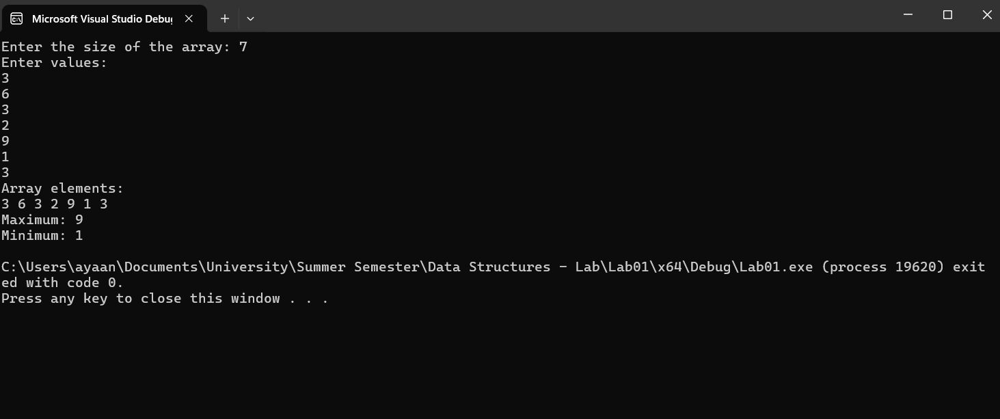 Microsoft Visual Studio Debug
Enter the size of the array: 7
Enter values:
3
6
3
2
9
1
3
Array elements:
3 6 3 2 9 1 3
Maximum: 9
Minimum: 1
C:\Users\ayaan\Documents\University\Summer Semester\Data Structures - Lab\Lab01\x64\Debug\Lab01.exe (process 19620) exit
ed with code 0.
Press any key to close this window . . .